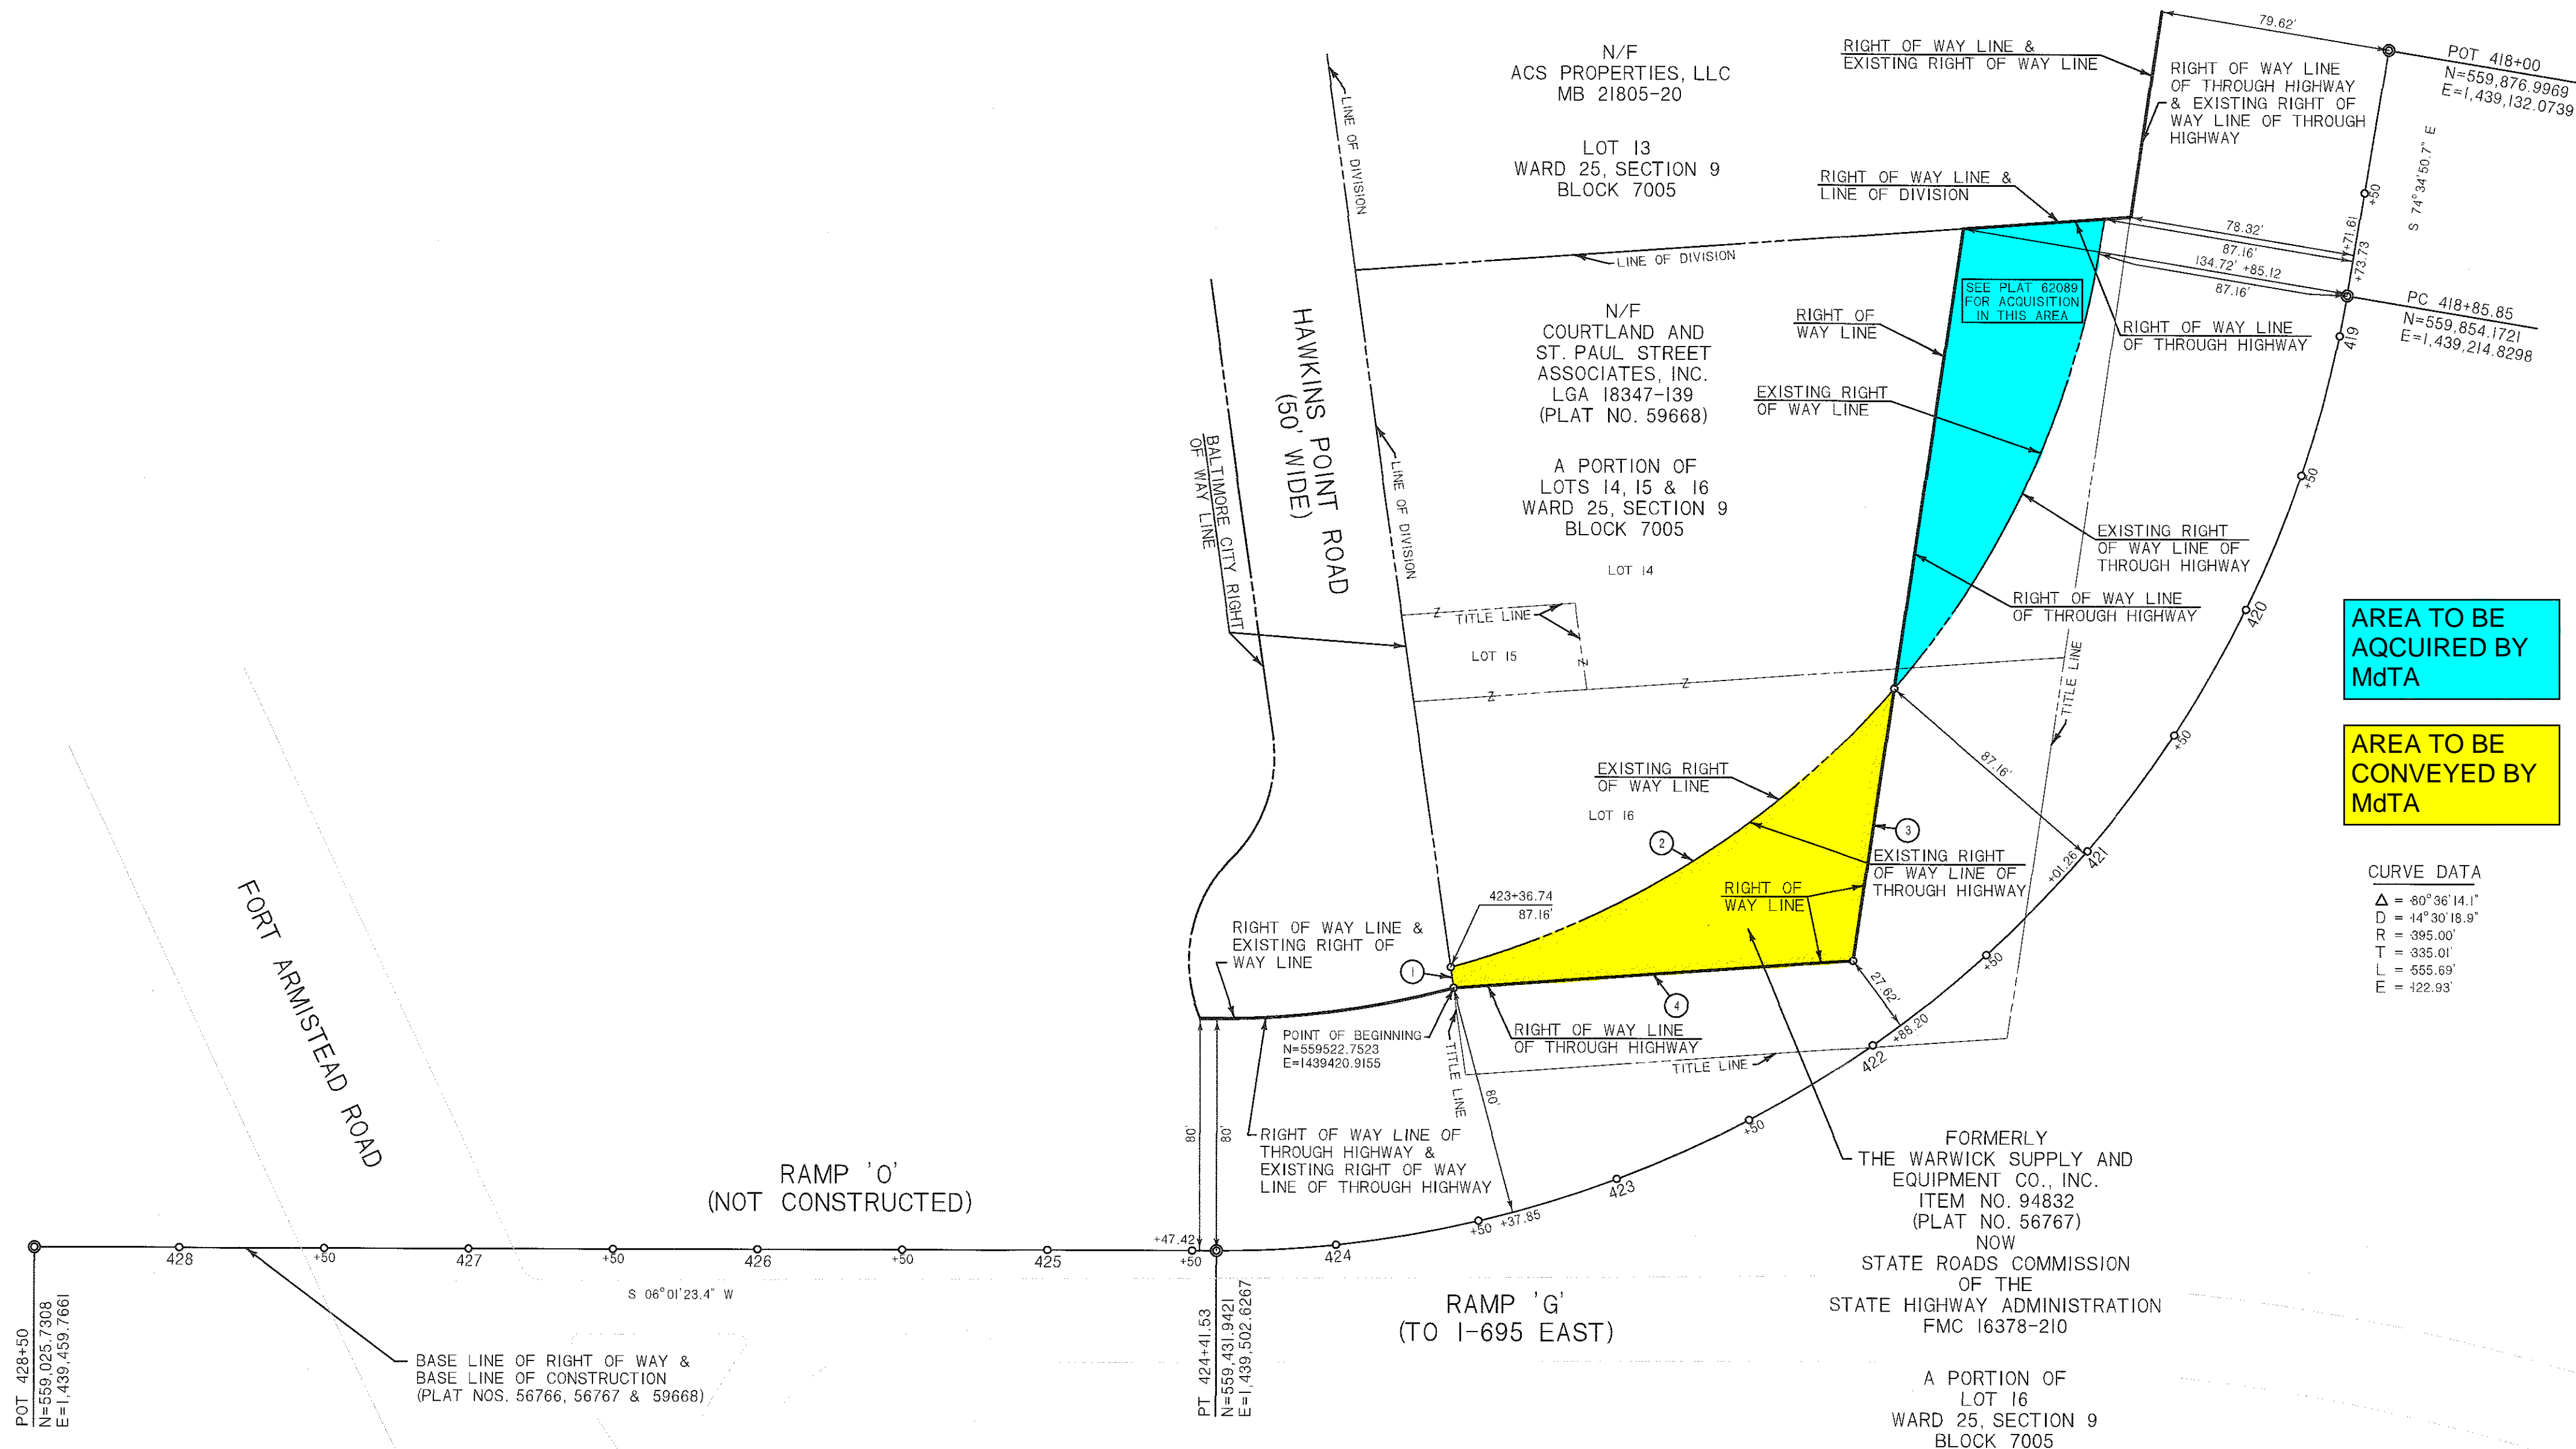 N/F
ACS PROPERTIES, LLC
MB 21805-20
LOT 13
WARD 25, SECTION 9
BLOCK 7005
RIGHT OF WAY LINE &
EXISTING RIGHT OF WAY LINE
79.62'
POT 418+00
N=559,876.9969
E=1,439,132.0739
RIGHT OF WAY LINE
OF THROUGH HIGHWAY
& EXISTING RIGHT OF
WAY LINE OF THROUGH
HIGHWAY
S 74°34'50.7" E
+50
RIGHT OF WAY LINE &
LINE OF DIVISION
LINE OF DIVISION
LINE OF DIVISION
78.32'
+71.61
87.16'
+73.73
134.72' +85.12
87.16'
PC 418+85.85
N=559,854.1721
E=1,439,214.8298
419
SEE PLAT 62089
FOR ACQUISITION
IN THIS AREA
RIGHT OF WAY LINE
OF THROUGH HIGHWAY
N/F
COURTLAND AND
ST. PAUL STREET
ASSOCIATES, INC.
LGA 18347-139
(PLAT NO. 59668)
A PORTION OF
LOTS 14, 15 & 16
WARD 25, SECTION 9
BLOCK 7005
RIGHT OF
WAY LINE
EXISTING RIGHT
OF WAY LINE
HAWKINS POINT ROAD
(50' WIDE)
BALTIMORE CITY RIGHT
OF WAY LINE
LINE OF DIVISION
+50
EXISTING RIGHT
OF WAY LINE OF
THROUGH HIGHWAY
LOT 14
RIGHT OF WAY LINE
OF THROUGH HIGHWAY
420
Z
TITLE LINE
Z
LOT 15
Z
Z
TITLE LINE
AREA TO BE
AQCUIRED BY
MdTA
+50
AREA TO BE
CONVEYED BY
MdTA
87.16'
EXISTING RIGHT
OF WAY LINE
LOT 16
2
3
EXISTING RIGHT
OF WAY LINE OF
THROUGH HIGHWAY
+01.26
421
CURVE DATA
Δ = 80°36'14.1"
D = 14°30'18.9"
R = 395.00'
T = 335.01'
L = 555.69'
E = 122.93'
RIGHT OF
WAY LINE
423+36.74
87.16'
FORT ARMISTEAD ROAD
RIGHT OF WAY LINE &
EXISTING RIGHT OF
WAY LINE
1
4
27.62'
+50
+88.20
422
POINT OF BEGINNING
N=559522.7523
E=1439420.9155
RIGHT OF WAY LINE
OF THROUGH HIGHWAY
TITLE LINE
TITLE LINE
80'
80'
80'
RIGHT OF WAY LINE OF
THROUGH HIGHWAY &
EXISTING RIGHT OF WAY
LINE OF THROUGH HIGHWAY
+50
423
+37.85
+50
424
RAMP 'O'
(NOT CONSTRUCTED)
FORMERLY
THE WARWICK SUPPLY AND
EQUIPMENT CO., INC.
ITEM NO. 94832
(PLAT NO. 56767)
NOW
STATE ROADS COMMISSION
OF THE
STATE HIGHWAY ADMINISTRATION
FMC 16378-210
A PORTION OF
LOT 16
WARD 25, SECTION 9
BLOCK 7005
428
+50
427
+50
426
+50
425
+47.42
+50
S 06°01'23.4" W
RAMP 'G'
(TO I-695 EAST)
POT 428+50
N=559,025.7308
E=1,439,459.7661
BASE LINE OF RIGHT OF WAY &
BASE LINE OF CONSTRUCTION
(PLAT NOS. 56766, 56767 & 59668)
PT 424+41.53
N=559,431.9421
E=1,439,502.6267